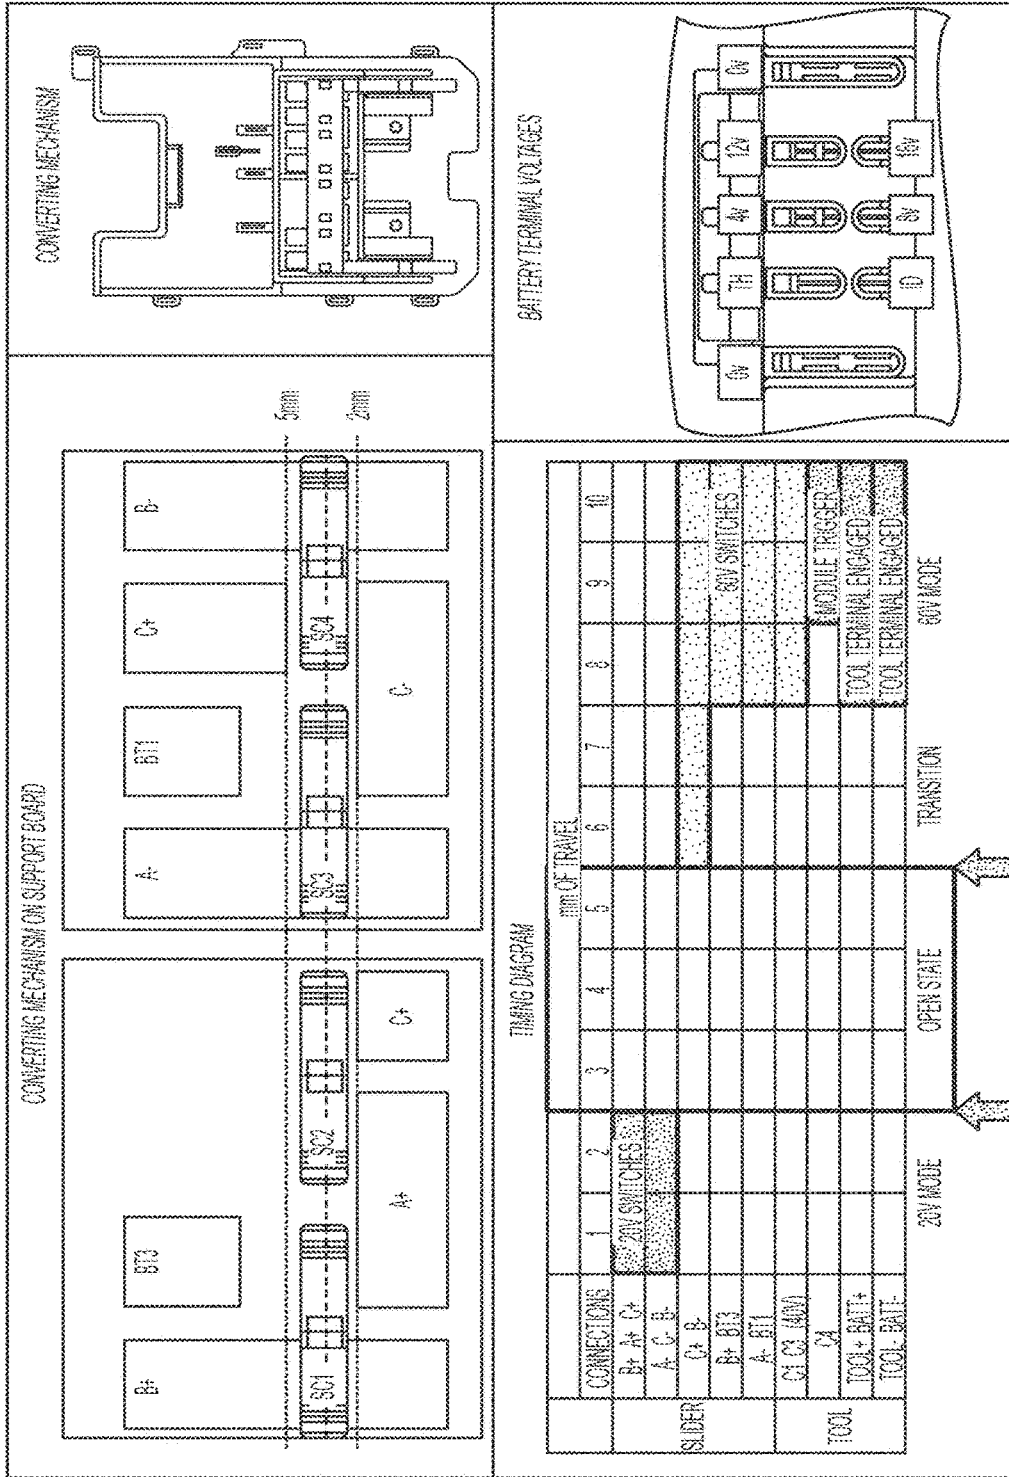 CONVERTING MECHANISM ON SUPPORT BOARD
B+
BT3
A+
C+
A-
BT1
C+
C-
B-
SC1
SC2
SC3
SC4
5mm
2mm
CONVERTING MECHANISM
TIMING DIAGRAM
mm OF TRAVEL
CONNECTIONS
1
2
3
4
5
6
7
8
9
10
SLIDER
B+ A+ C+
20V SWITCHES
A- C- B-
C+ B-
B+ BT3
80V SWITCHES
A- BT1
TOOL
C1 C3 (40V)
C4
MODULE TRIGGER
TOOL+ BATT+
TOOL TERMINAL ENGAGED
TOOL- BATT-
TOOL TERMINAL ENGAGED
20V MODE
OPEN STATE
TRANSITION
60V MODE
BATTERY TERMINAL VOLTAGES
0v
TH
4v
12v
0v
ID
8v
16v